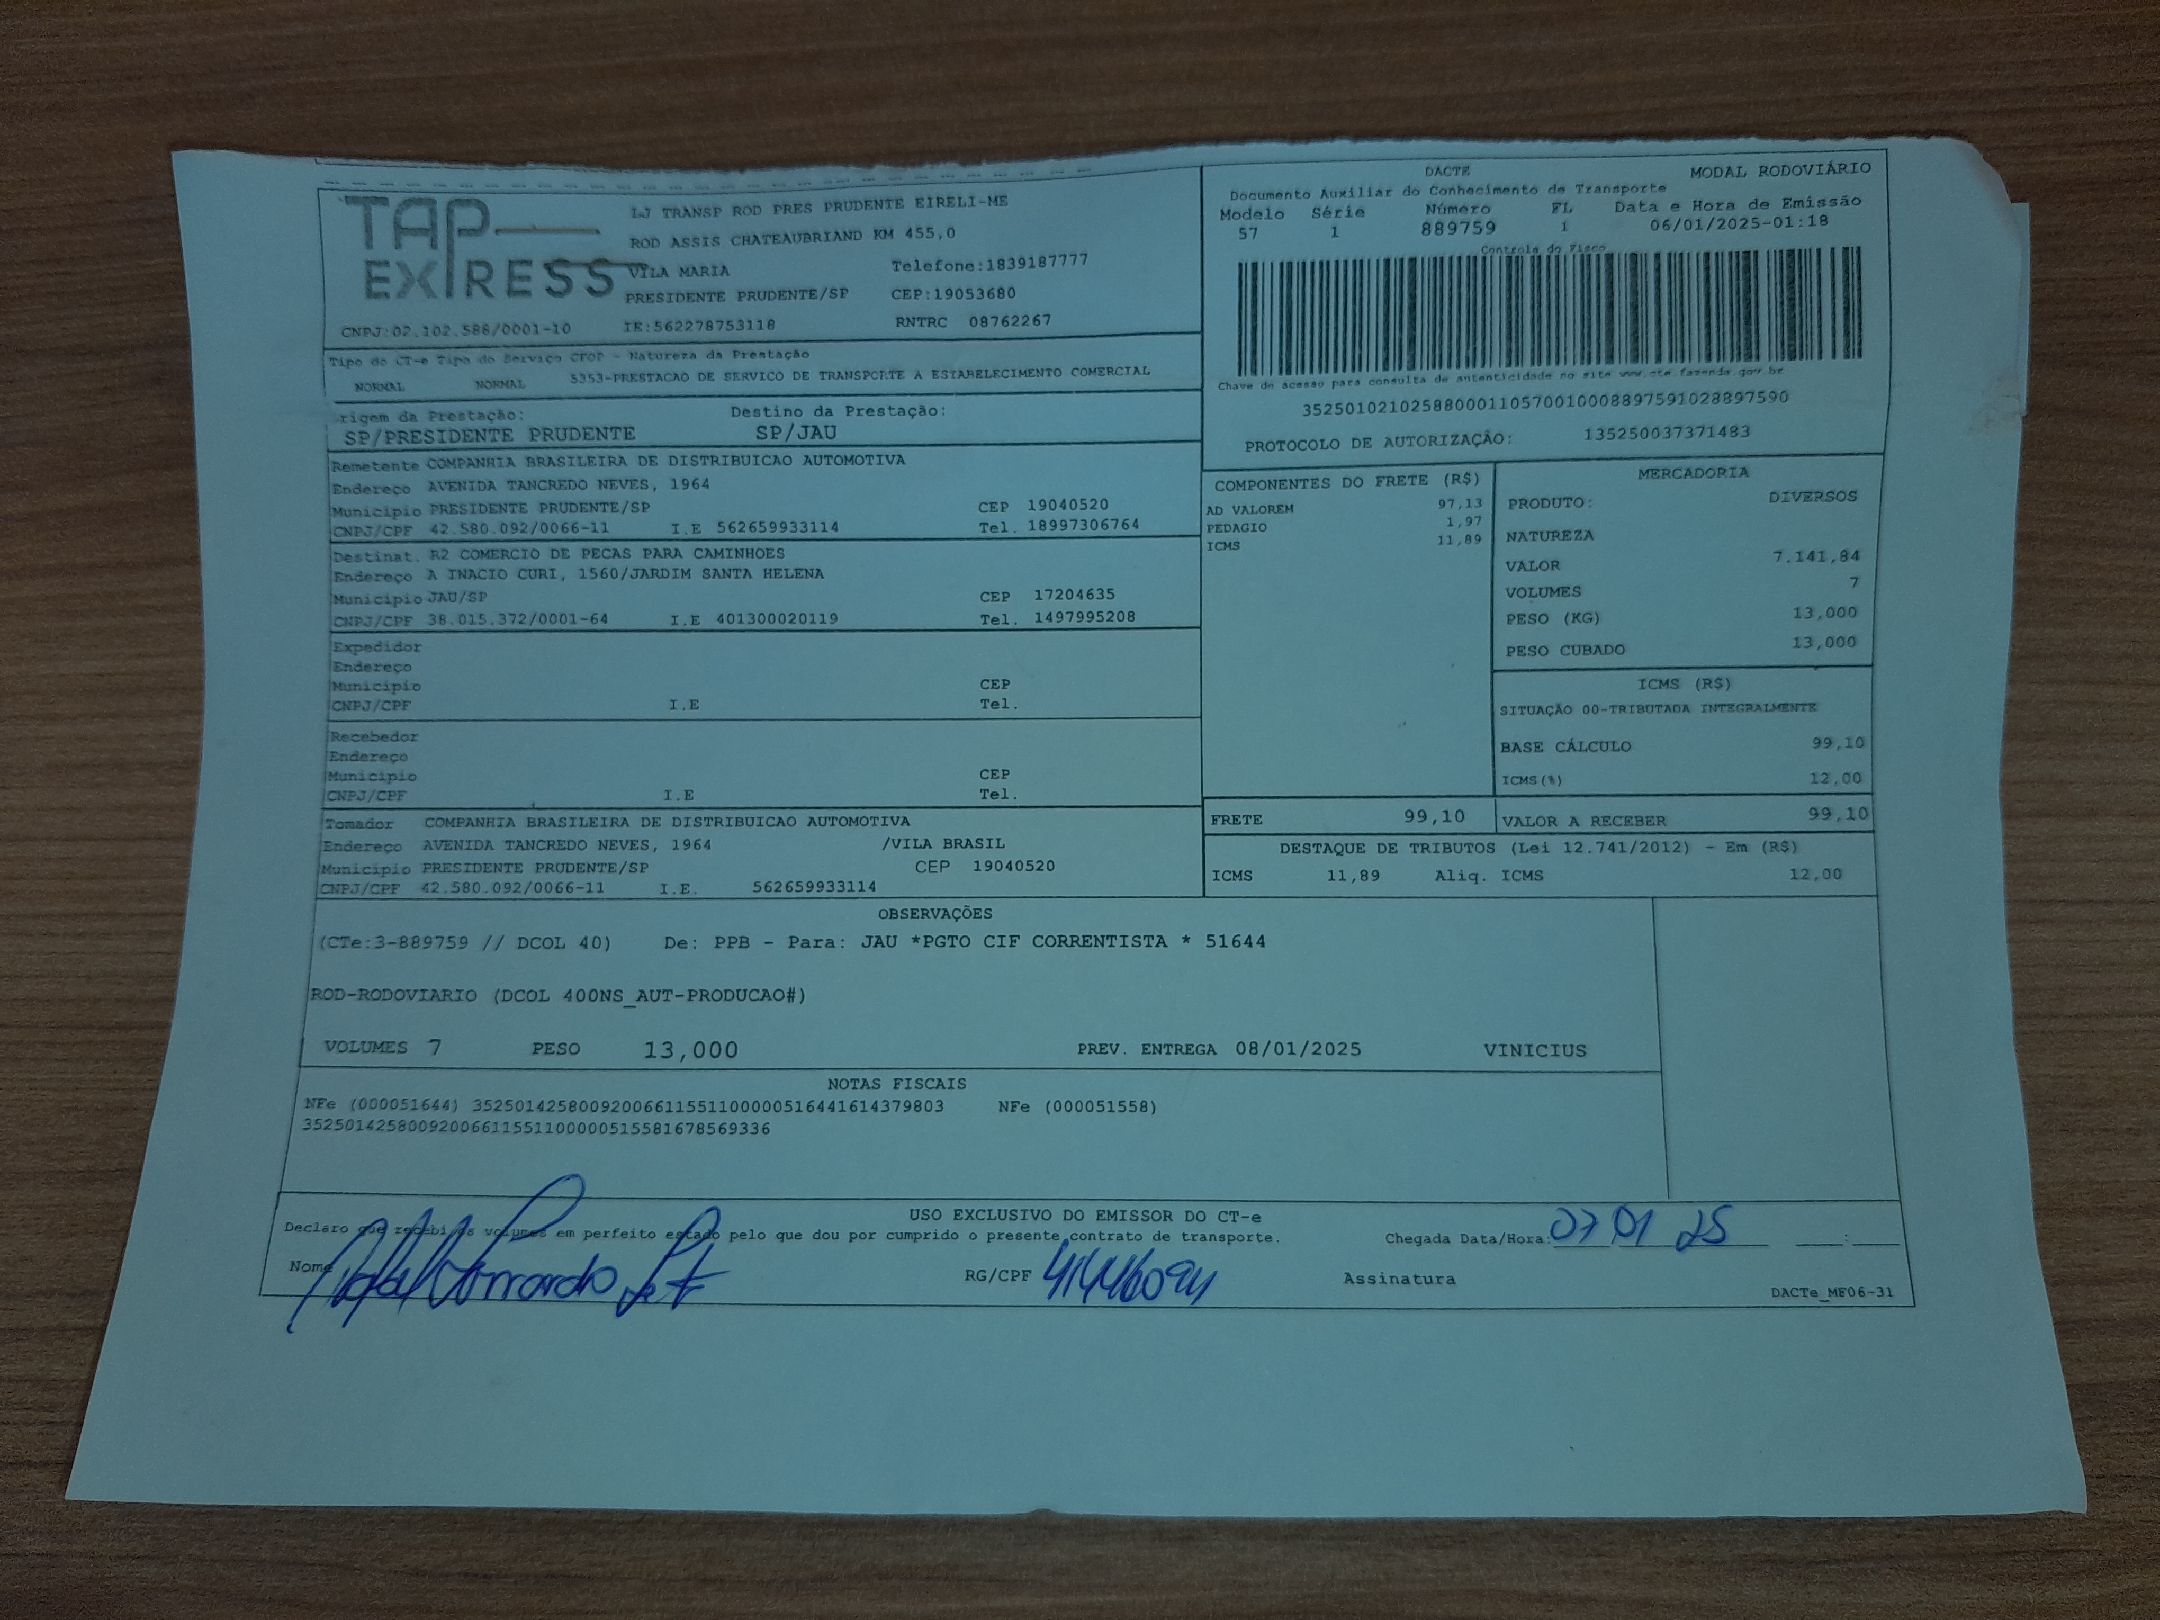 TAP EXPRESS
LJ TRANSP ROD PRES PRUDENTE EIRELI-ME
ROD ASSIS CHATEAUBRIAND KM 455,0
VILA MARIA Telefone:1839187777
PRESIDENTE PRUDENTE/SP CEP:19053680
CNPJ:02.102.588/0001-10 IE:562278753118 RNTRC 08762267
Tipo do CT-e Tipo do Serviço CFOP - Natureza da Prestação
NORMAL NORMAL 5353-PRESTACAO DE SERVICO DE TRANSPORTE A ESTABELECIMENTO COMERCIAL
rigem da Prestação: Destino da Prestação:
SP/PRESIDENTE PRUDENTE SP/JAU
Remetente COMPANHIA BRASILEIRA DE DISTRIBUICAO AUTOMOTIVA
Endereço AVENIDA TANCREDO NEVES, 1964
Município PRESIDENTE PRUDENTE/SP CEP 19040520
CNPJ/CPF 42.580.092/0066-11 I.E 562659933114 Tel. 18997306764
Destinat. R2 COMERCIO DE PECAS PARA CAMINHOES
Endereço A INACIO CURI, 1560/JARDIM SANTA HELENA
Município JAU/SP CEP 17204635
CNPJ/CPF 38.015.372/0001-64 I.E 401300020119 Tel. 1497995208
Expedidor
Endereço
Município CEP
CNPJ/CPF I.E Tel.
Recebedor
Endereço
Município CEP
CNPJ/CPF I.E Tel.
Tomador COMPANHIA BRASILEIRA DE DISTRIBUICAO AUTOMOTIVA
Endereço AVENIDA TANCREDO NEVES, 1964 /VILA BRASIL
Município PRESIDENTE PRUDENTE/SP CEP 19040520
CNPJ/CPF 42.580.092/0066-11 I.E. 562659933114
DACTE MODAL RODOVIÁRIO
Documento Auxiliar do Conhecimento de Transporte
Modelo Série Número FL Data e Hora de Emissão
57 1 889759 1 06/01/2025-01:18
Controle do Fisco
Chave de acesso para consulta de autenticidade no site www.cte.fazenda.gov.br
35250102102588000110570010008897591028897590
PROTOCOLO DE AUTORIZAÇÃO: 135250037371483
COMPONENTES DO FRETE (R$)
AD VALOREM 97,13
PEDAGIO 1,97
ICMS 11,89
MERCADORIA
PRODUTO: DIVERSOS
NATUREZA
VALOR 7.141,84
VOLUMES 7
PESO (KG) 13,000
PESO CUBADO 13,000
ICMS (R$)
SITUAÇÃO 00-TRIBUTADA INTEGRALMENTE
BASE CÁLCULO 99,10
ICMS(%) 12,00
FRETE 99,10 VALOR A RECEBER 99,10
DESTAQUE DE TRIBUTOS (Lei 12.741/2012) - Em (R$)
ICMS 11,89 Aliq. ICMS 12,00
OBSERVAÇÕES
(CTe:3-889759 // DCOL 40) De: PPB - Para: JAU *PGTO CIF CORRENTISTA * 51644
ROD-RODOVIARIO (DCOL 400NS_AUT-PRODUCAO#)
VOLUMES 7 PESO 13,000 PREV. ENTREGA 08/01/2025 VINICIUS
NOTAS FISCAIS
NFe (000051644) 35250142580092006611551100000516441614379803 NFe (000051558)
35250142580092006611551100000515581678569336
USO EXCLUSIVO DO EMISSOR DO CT-e
Declaro que recebi os volumes em perfeito estado pelo que dou por cumprido o presente contrato de transporte. Chegada Data/Hora: 07 01 25 :
Nome RG/CPF Assinatura
DACTe_MF06-31